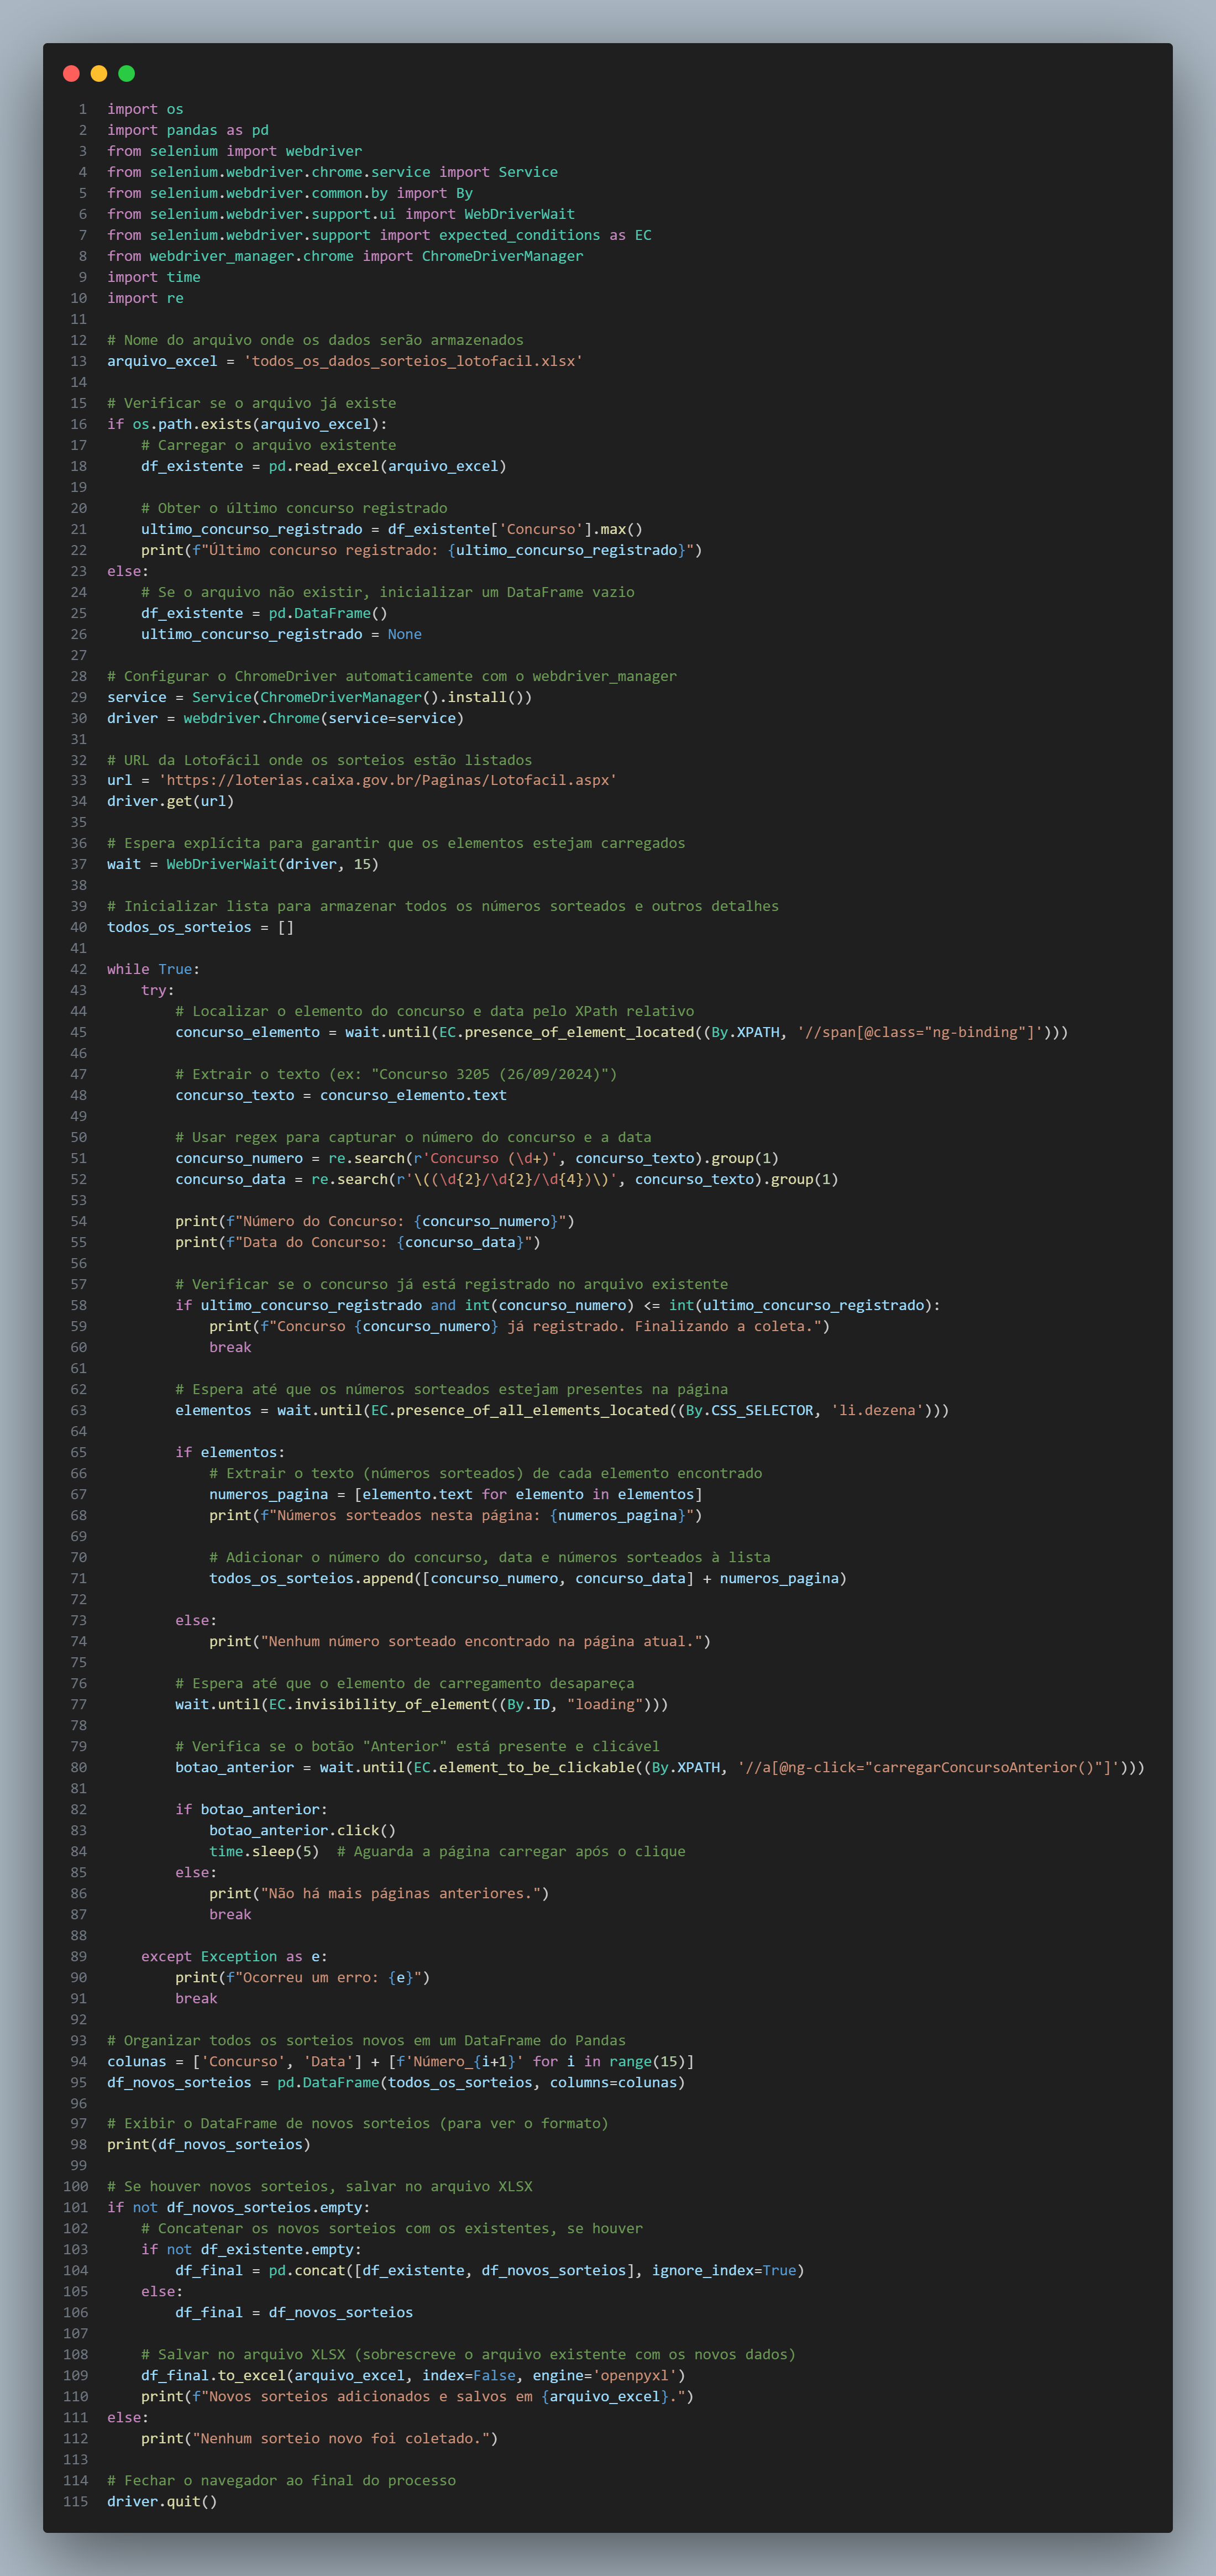 1 import os
2 import pandas as pd
3 from selenium import webdriver
4 from selenium.webdriver.chrome.service import Service
5 from selenium.webdriver.common.by import By
6 from selenium.webdriver.support.ui import WebDriverWait
7 from selenium.webdriver.support import expected_conditions as EC
8 from webdriver_manager.chrome import ChromeDriverManager
9 import time
10 import re
11
12 # Nome do arquivo onde os dados serão armazenados
13 arquivo_excel = 'todos_os_dados_sorteios_lotofacil.xlsx'
14
15 # Verificar se o arquivo já existe
16 if os.path.exists(arquivo_excel):
17     # Carregar o arquivo existente
18     df_existente = pd.read_excel(arquivo_excel)
19
20     # Obter o último concurso registrado
21     ultimo_concurso_registrado = df_existente['Concurso'].max()
22     print(f"Último concurso registrado: {ultimo_concurso_registrado}")
23 else:
24     # Se o arquivo não existir, inicializar um DataFrame vazio
25     df_existente = pd.DataFrame()
26     ultimo_concurso_registrado = None
27
28 # Configurar o ChromeDriver automaticamente com o webdriver_manager
29 service = Service(ChromeDriverManager().install())
30 driver = webdriver.Chrome(service=service)
31
32 # URL da Lotofácil onde os sorteios estão listados
33 url = 'https://loterias.caixa.gov.br/Paginas/Lotofacil.aspx'
34 driver.get(url)
35
36 # Espera explícita para garantir que os elementos estejam carregados
37 wait = WebDriverWait(driver, 15)
38
39 # Inicializar lista para armazenar todos os números sorteados e outros detalhes
40 todos_os_sorteios = []
41
42 while True:
43     try:
44         # Localizar o elemento do concurso e data pelo XPath relativo
45         concurso_elemento = wait.until(EC.presence_of_element_located((By.XPATH, '//span[@class="ng-binding"]')))
46
47         # Extrair o texto (ex: "Concurso 3205 (26/09/2024)")
48         concurso_texto = concurso_elemento.text
49
50         # Usar regex para capturar o número do concurso e a data
51         concurso_numero = re.search(r'Concurso (\d+)', concurso_texto).group(1)
52         concurso_data = re.search(r'\((\d{2}/\d{2}/\d{4})\)', concurso_texto).group(1)
53
54         print(f"Número do Concurso: {concurso_numero}")
55         print(f"Data do Concurso: {concurso_data}")
56
57         # Verificar se o concurso já está registrado no arquivo existente
58         if ultimo_concurso_registrado and int(concurso_numero) <= int(ultimo_concurso_registrado):
59             print(f"Concurso {concurso_numero} já registrado. Finalizando a coleta.")
60             break
61
62         # Espera até que os números sorteados estejam presentes na página
63         elementos = wait.until(EC.presence_of_all_elements_located((By.CSS_SELECTOR, 'li.dezena')))
64
65         if elementos:
66             # Extrair o texto (números sorteados) de cada elemento encontrado
67             numeros_pagina = [elemento.text for elemento in elementos]
68             print(f"Números sorteados nesta página: {numeros_pagina}")
69
70             # Adicionar o número do concurso, data e números sorteados à lista
71             todos_os_sorteios.append([concurso_numero, concurso_data] + numeros_pagina)
72
73         else:
74             print("Nenhum número sorteado encontrado na página atual.")
75
76         # Espera até que o elemento de carregamento desapareça
77         wait.until(EC.invisibility_of_element((By.ID, "loading")))
78
79         # Verifica se o botão "Anterior" está presente e clicável
80         botao_anterior = wait.until(EC.element_to_be_clickable((By.XPATH, '//a[@ng-click="carregarConcursoAnterior()"]')))
81
82         if botao_anterior:
83             botao_anterior.click()
84             time.sleep(5)  # Aguarda a página carregar após o clique
85         else:
86             print("Não há mais páginas anteriores.")
87             break
88
89     except Exception as e:
90         print(f"Ocorreu um erro: {e}")
91         break
92
93 # Organizar todos os sorteios novos em um DataFrame do Pandas
94 colunas = ['Concurso', 'Data'] + [f'Número_{i+1}' for i in range(15)]
95 df_novos_sorteios = pd.DataFrame(todos_os_sorteios, columns=colunas)
96
97 # Exibir o DataFrame de novos sorteios (para ver o formato)
98 print(df_novos_sorteios)
99
100 # Se houver novos sorteios, salvar no arquivo XLSX
101 if not df_novos_sorteios.empty:
102     # Concatenar os novos sorteios com os existentes, se houver
103     if not df_existente.empty:
104         df_final = pd.concat([df_existente, df_novos_sorteios], ignore_index=True)
105     else:
106         df_final = df_novos_sorteios
107
108     # Salvar no arquivo XLSX (sobrescreve o arquivo existente com os novos dados)
109     df_final.to_excel(arquivo_excel, index=False, engine='openpyxl')
110     print(f"Novos sorteios adicionados e salvos em {arquivo_excel}.")
111 else:
112     print("Nenhum sorteio novo foi coletado.")
113
114 # Fechar o navegador ao final do processo
115 driver.quit()